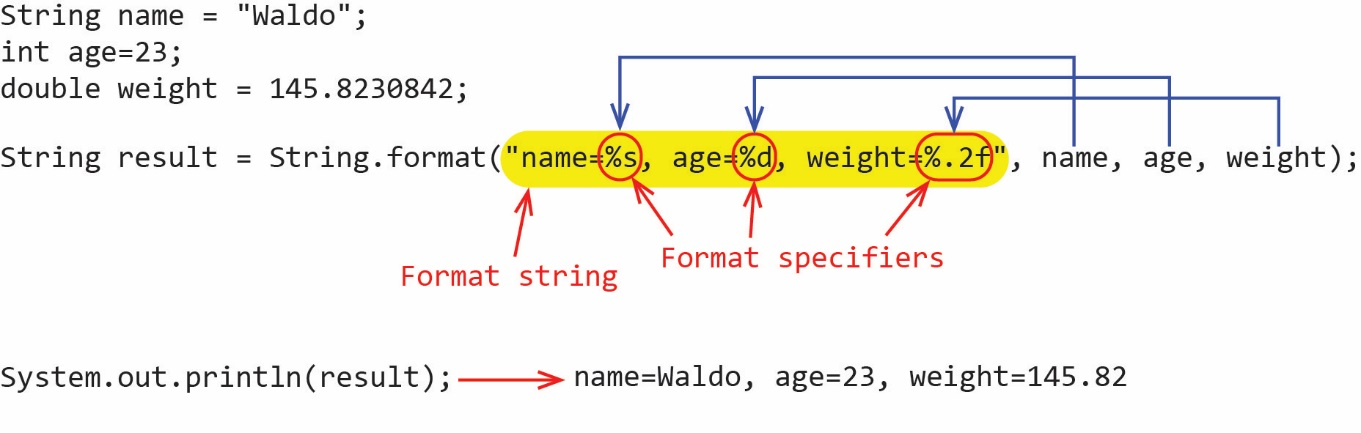 String name = "Waldo";
int age=23;
double weight = 145.8230842;
String result = String.format("name=%s, age=%d, weight=%.2f", name, age, weight);
Format string
Format specifiers
System.out.println(result);
name=Waldo, age=23, weight=145.82